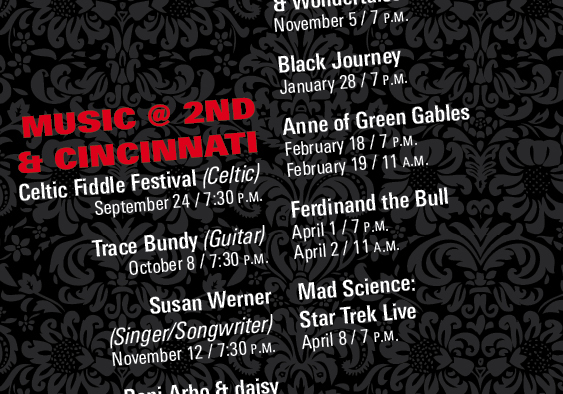 MUSIC @ 2ND
& CINCINNATI
Celtic Fiddle Festival (Celtic)
September 24 / 7:30 P.M.
Trace Bundy (Guitar)
October 8 / 7:30 P.M.
Susan Werner
(Singer/Songwriter)
November 12 / 7:30 P.M.
& daisy
&
November 5 / 7 P.M.
Black Journey
January 28 / 7 P.M.
Anne of Green Gables
February 18 / 7 P.M.
February 19 / 11 A.M.
Ferdinand the Bull
April 1 / 7 P.M.
April 2 / 11 A.M.
Mad Science:
Star Trek Live
April 8 / 7 P.M.